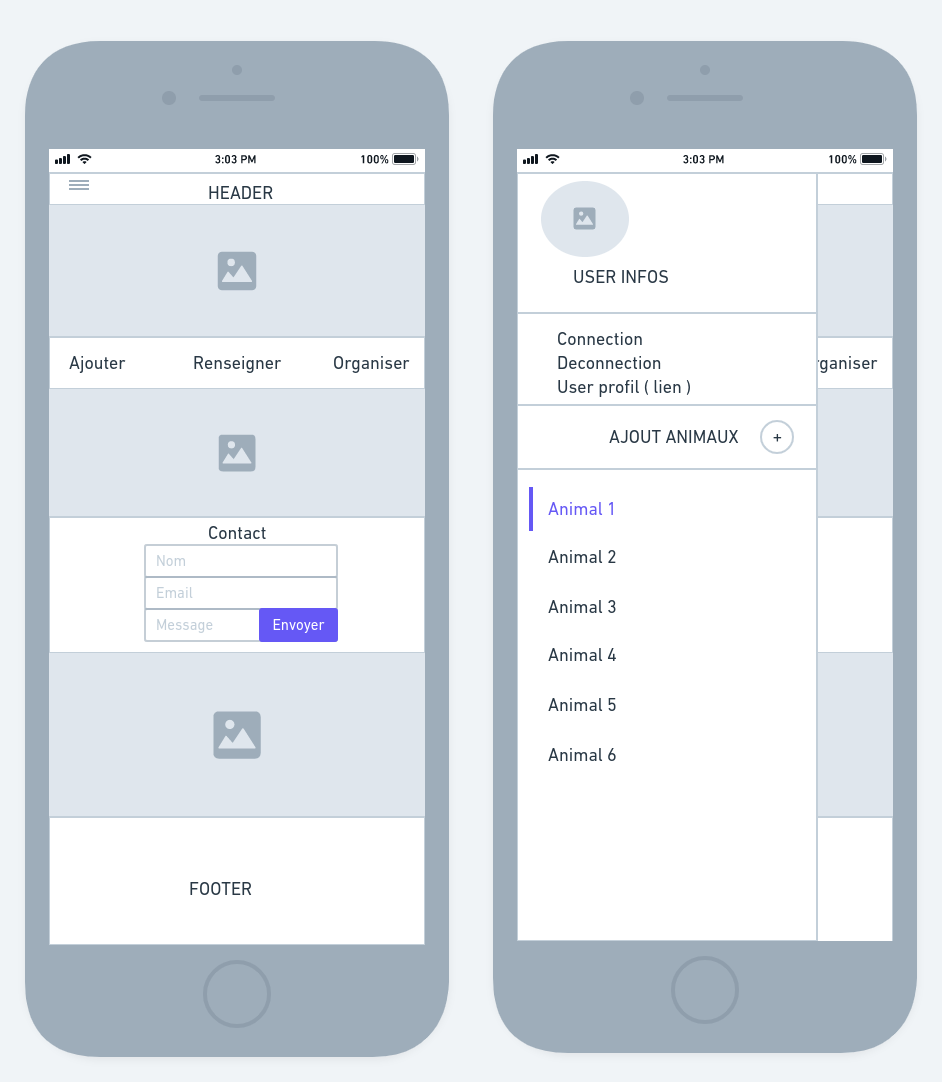 3:03 PM 100%
HEADER
Ajouter Renseigner Organiser
Contact
Nom
Email
Message Envoyer
FOOTER
3:03 PM 100%
USER INFOS
Connection
Deconnection
User profil ( lien )
AJOUT ANIMAUX +
Animal 1
Animal 2
Animal 3
Animal 4
Animal 5
Animal 6
rganiser